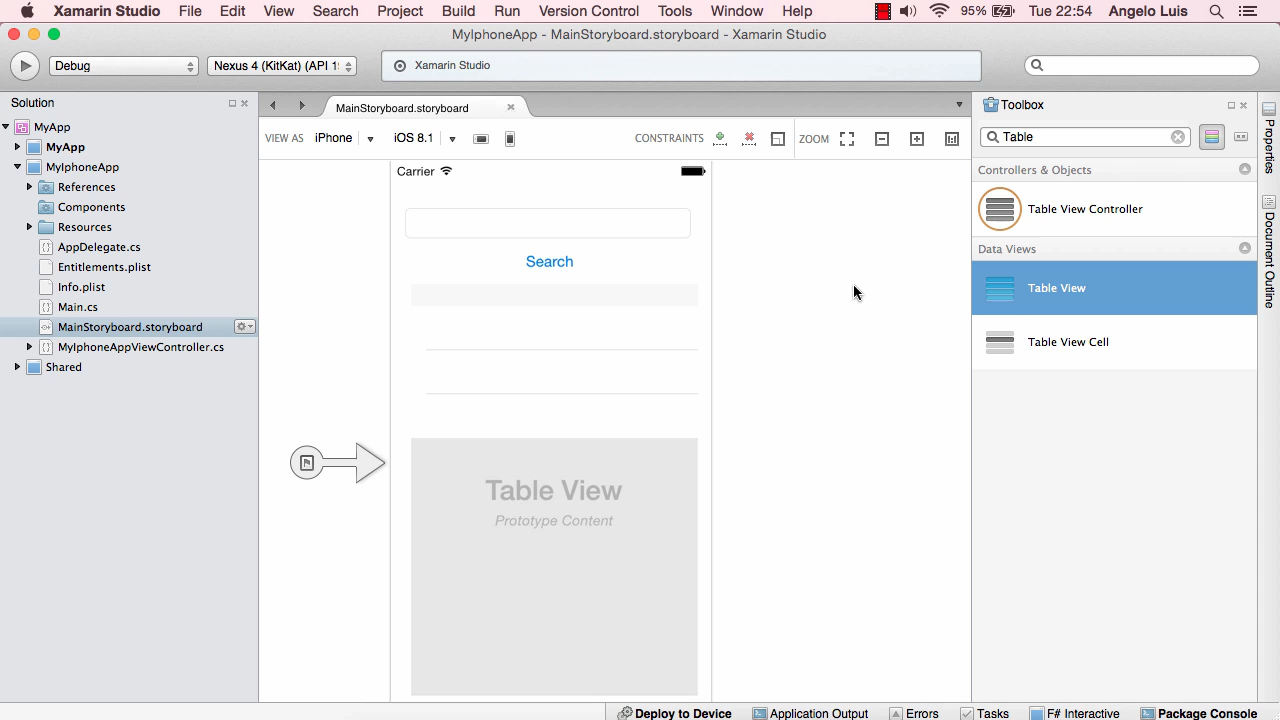 Xamarin Studio File Edit View Search Project Build Run Version Control Tools Window Help 95% Tue 22:54 Angelo Luis
MyIphoneApp - MainStoryboard.storyboard - Xamarin Studio
Debug Nexus 4 (KitKat) (API 1 Xamarin Studio
Solution
MyApp
MyApp
MyIphoneApp
References
Components
Resources
AppDelegate.cs
Entitlements.plist
Info.plist
Main.cs
MainStoryboard.storyboard
MyIphoneAppViewController.cs
Shared
MainStoryboard.storyboard
VIEW AS iPhone iOS 8.1 CONSTRAINTS ZOOM
Carrier
Search
Table View
Prototype Content
Toolbox
Table
Controllers & Objects
Table View Controller
Data Views
Table View
Table View Cell
Properties
Document Outline
Deploy to Device Application Output Errors Tasks F# Interactive Package Console